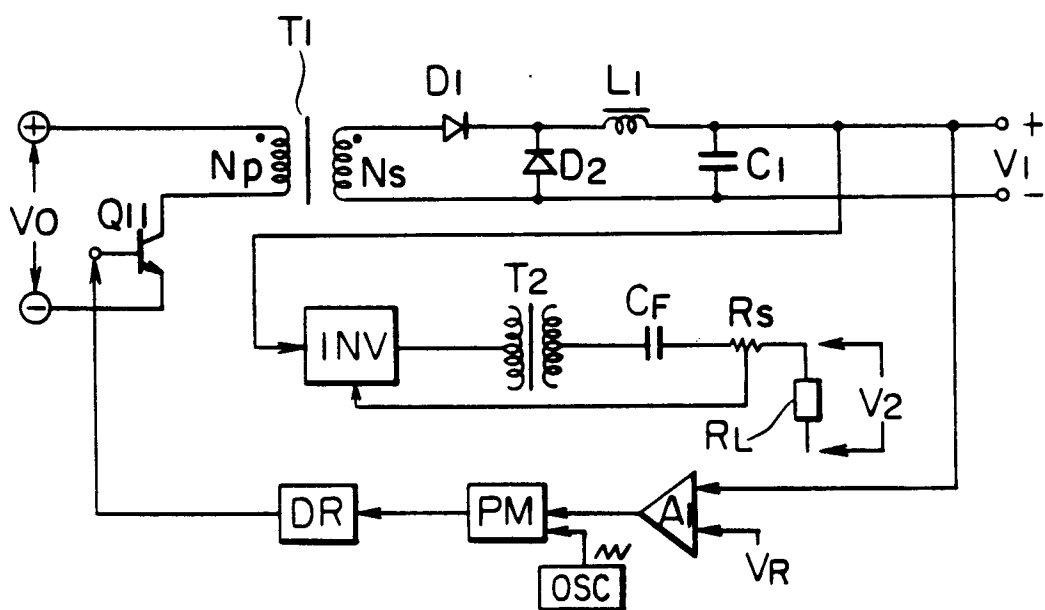 T1
D1
L1
+
Np
Ns
D2
C1
V1
+
-
V0
Q11
-
T2
CF
Rs
INV
RL
V2
DR
PM
A1
VR
OSC